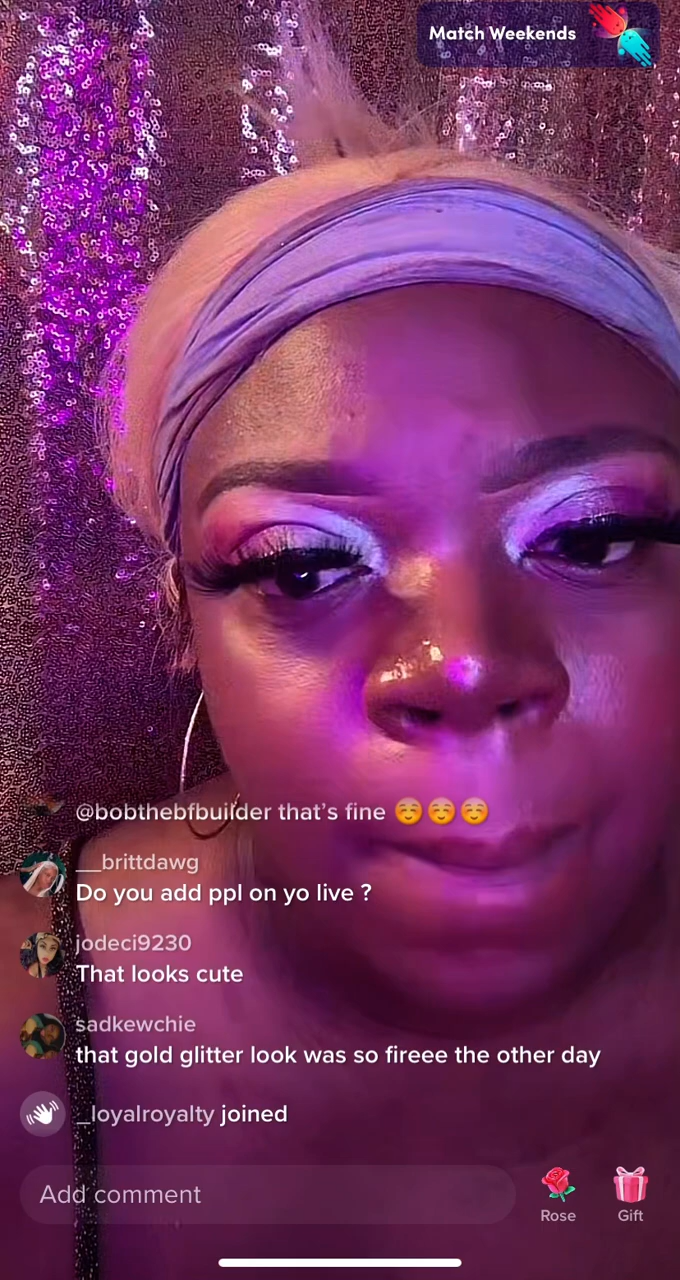 Match Weekends
@bobthebfbuilder that's fine ☺️☺️☺️
__brittdawg
Do you add ppl on yo live ?
jodeci9230
That looks cute
sadkewchie
that gold glitter look was so fireee the other day
_loyalroyalty joined
Add comment
Rose
Gift